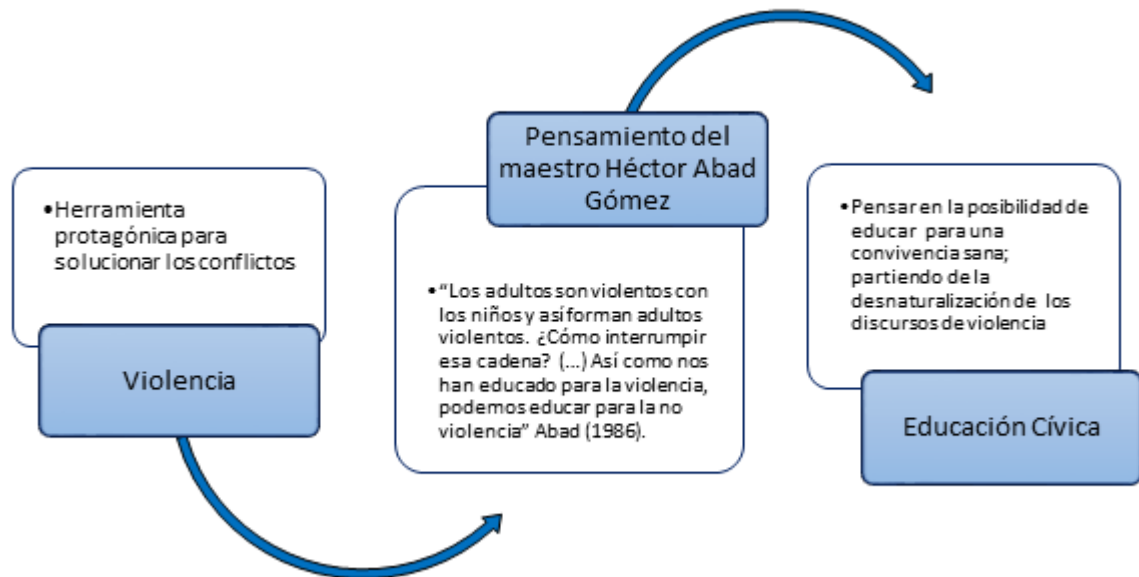 •Herramienta
protagónica para
solucionar los conflictos
Violencia
Pensamiento del
maestro Héctor Abad
Gómez
•“Los adultos son violentos con
los niños y así forman adultos
violentos. ¿Cómo interrumpir
esa cadena? (...) Así como nos
han educado para la violencia,
podemos educar para la no
violencia” Abad (1986).
•Pensar en la posibilidad de
educar para una
convivencia sana;
partiendo de la
desnaturalización de los
discursos de violencia
Educación Cívica